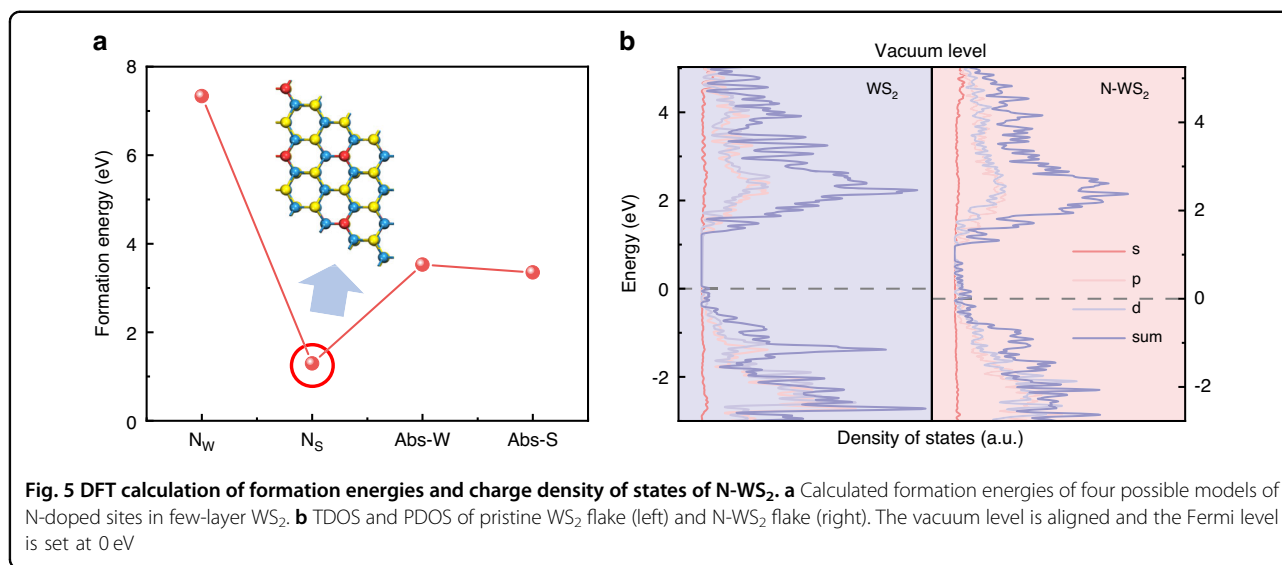 a
8
6
4
2
0
Formation energy (eV)
N_W
N_S
Abs-W
Abs-S
b
Vacuum level
WS₂
N-WS₂
4
2
0
-2
Energy (eV)
4
2
0
-2
s
p
d
sum
Density of states (a.u.)
Fig. 5 DFT calculation of formation energies and charge density of states of N-WS₂. a Calculated formation energies of four possible models of
N-doped sites in few-layer WS₂. b TDOS and PDOS of pristine WS₂ flake (left) and N-WS₂ flake (right). The vacuum level is aligned and the Fermi level
is set at 0 eV